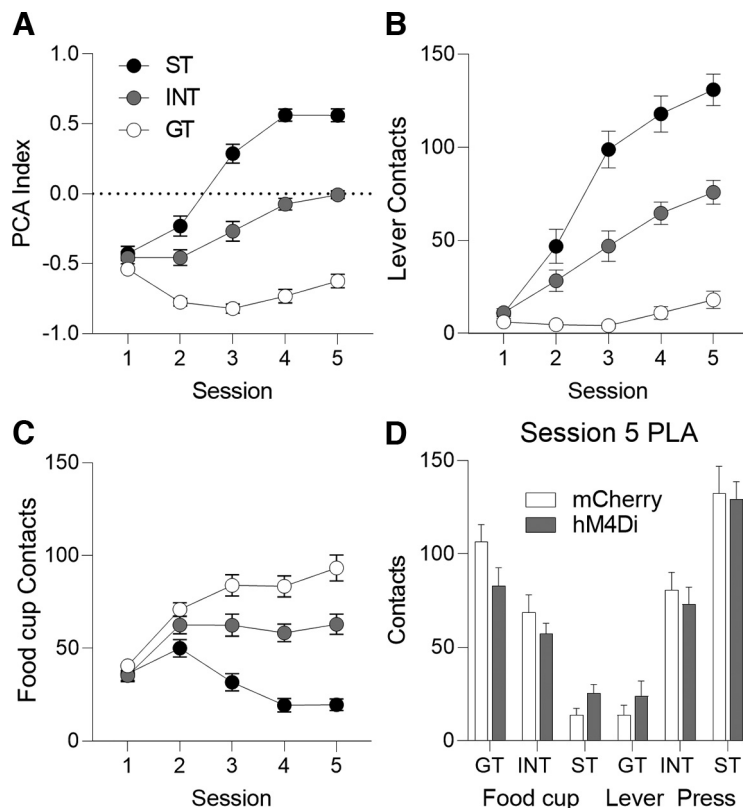 A
1.0
0.5
0.0
-0.5
-1.0
PCA Index
ST
INT
GT
1 2 3 4 5
Session
B
150
100
50
0
Lever Contacts
1 2 3 4 5
Session
C
150
100
50
0
Food cup Contacts
1 2 3 4 5
Session
D
Session 5 PLA
150
100
50
0
Contacts
mCherry
hM4Di
GT INT ST GT INT ST
Food cup Lever Press